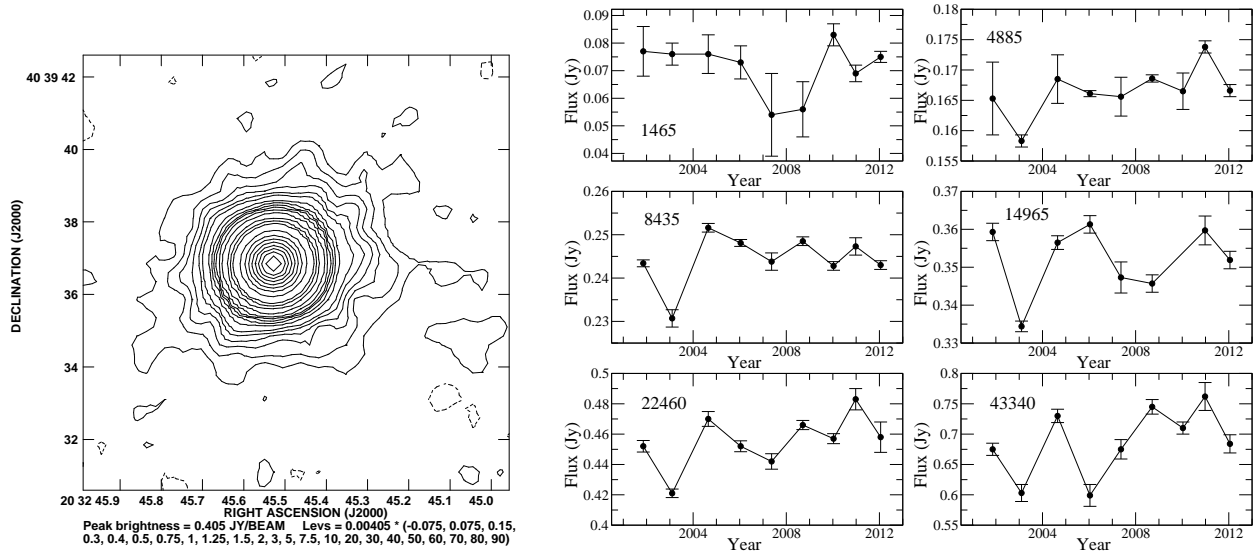 DECLINATION (J2000)
40 39 42
40
38
36
34
32
20 32 45.9 45.8 45.7 45.6 45.5 45.4 45.3 45.2 45.1 45.0
RIGHT ASCENSION (J2000)
Peak brightness = 0.405 JY/BEAM Levs = 0.00405 * (-0.075, 0.075, 0.15,
0.3, 0.4, 0.5, 0.75, 1, 1.25, 1.5, 2, 3, 5, 7.5, 10, 20, 30, 40, 50, 60, 70, 80, 90)
Flux (Jy)
0.09
0.08
0.07
0.06
0.05
0.04
1465
2004 2008 2012
Year
Flux (Jy)
0.18
0.175
0.17
0.165
0.16
0.155
4885
2004 2008 2012
Year
Flux (Jy)
0.26
0.25
0.24
0.23
8435
2004 2008 2012
Year
Flux (Jy)
0.37
0.36
0.35
0.34
0.33
14965
2004 2008 2012
Year
Flux (Jy)
0.5
0.48
0.46
0.44
0.42
0.4
22460
2004 2008 2012
Year
Flux (Jy)
0.8
0.75
0.7
0.65
0.6
0.55
43340
2004 2008 2012
Year